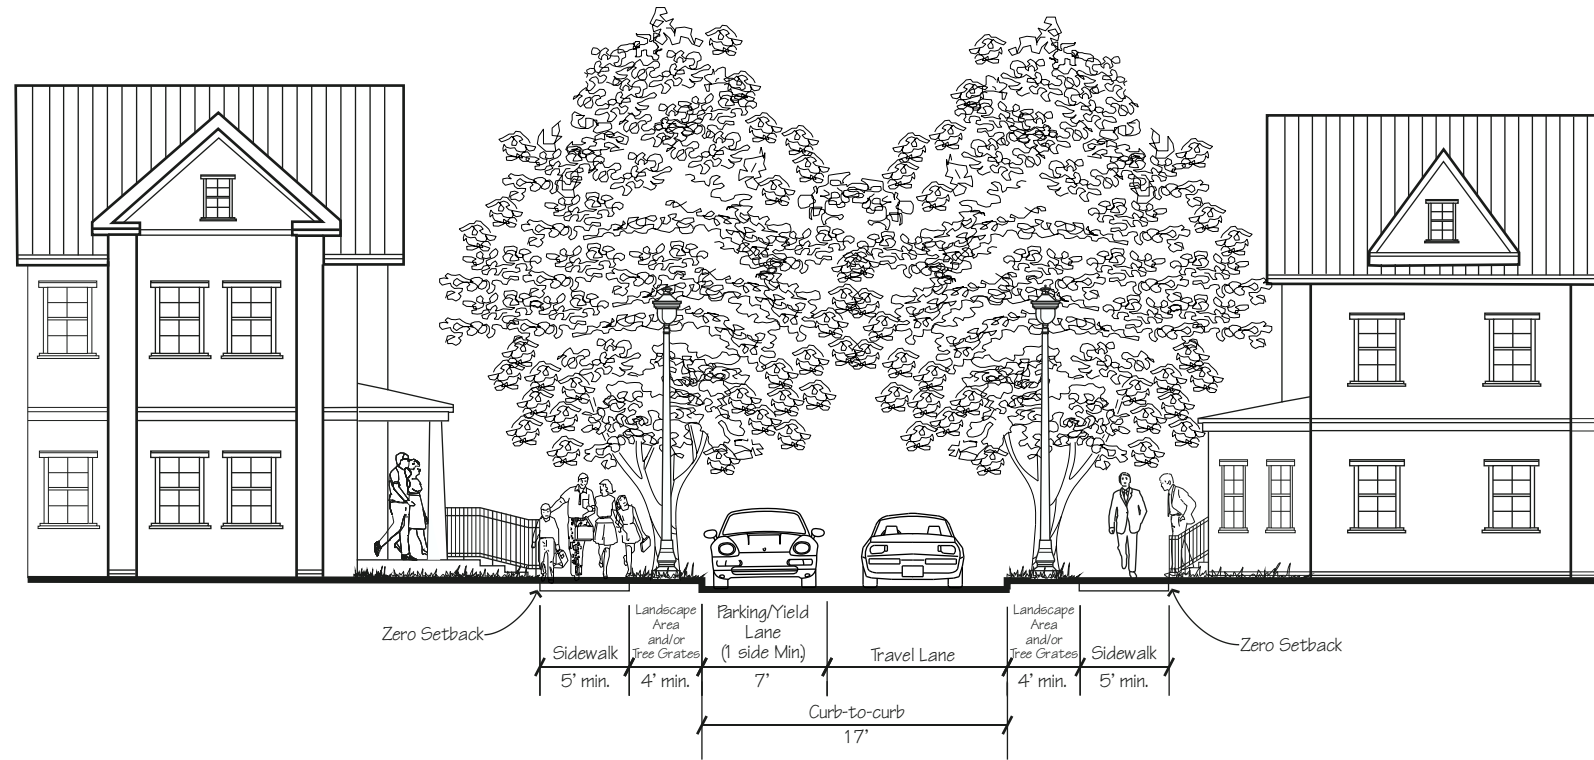 Zero Setback
Sidewalk
5' min.
Landscape
Area
and/or
Tree Grates
4' min.
Parking/Yield
Lane
(1 side Min.)
7'
Travel Lane
Landscape
Area
and/or
Tree Grates
4' min.
Sidewalk
5' min.
Zero Setback
Curb-to-curb
17'